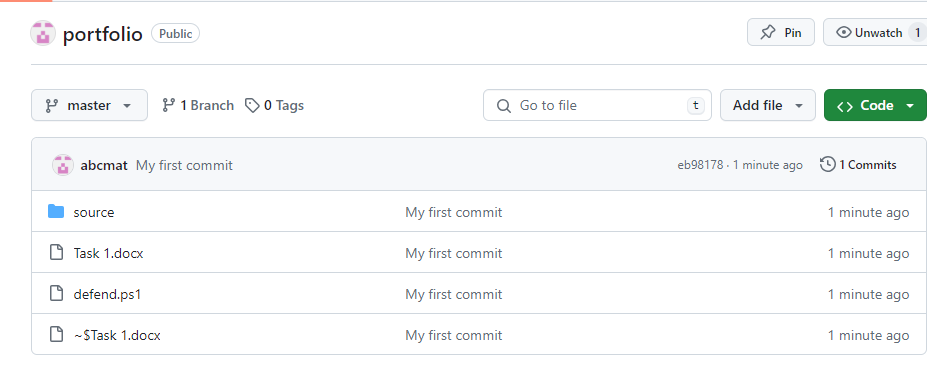 portfolio Public Pin Unwatch 1
master 1 Branch 0 Tags Go to file t Add file <> Code
abcmat My first commit eb98178 · 1 minute ago 1 Commits
source My first commit 1 minute ago
Task 1.docx My first commit 1 minute ago
defend.ps1 My first commit 1 minute ago
~$Task 1.docx My first commit 1 minute ago